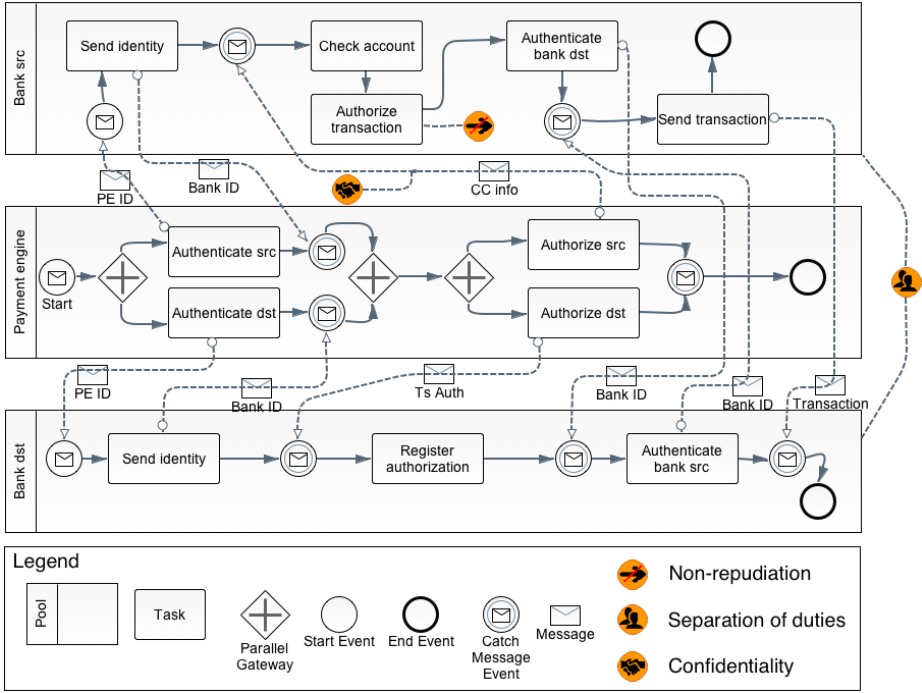 Bank src
Send identity
Check account
Authenticate
bank dst
Authorize
transaction
Send transaction
PE ID
Bank ID
CC info
Payment engine
Start
Authenticate src
Authorize src
Authenticate dst
Authorize dst
PE ID
Bank ID
Ts Auth
Bank ID
Bank ID
Transaction
Bank dst
Send identity
Register
authorization
Authenticate
bank src
Legend
Pool
Task
Parallel
Gateway
Start Event
End Event
Catch
Message
Event
Message
Non-repudiation
Separation of duties
Confidentiality